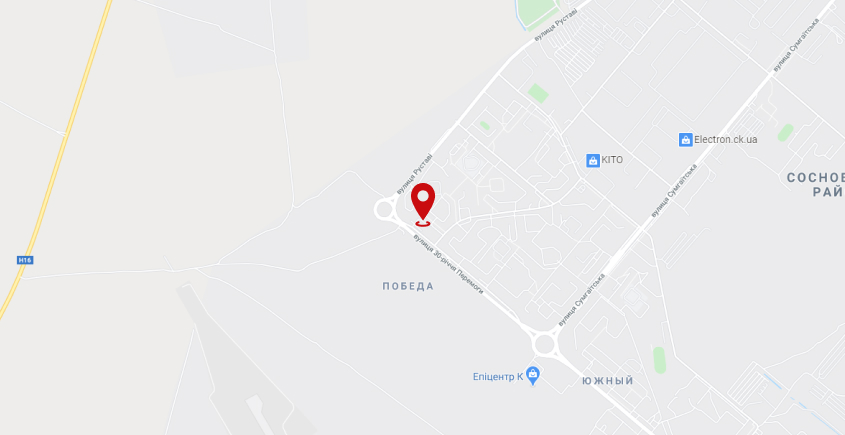 вулиця Руставі
вулиця Сумгаїтська
Electron.ck.ua
КІТО
вулиця Руставі
СОСНОВ
РАЙ
вулиця Сумгаїтська
вулиця 30-річчя Перемоги
H16
ПОБЕДА
вулиця Сумгаїтська
Епіцентр К
ЮЖНЫЙ